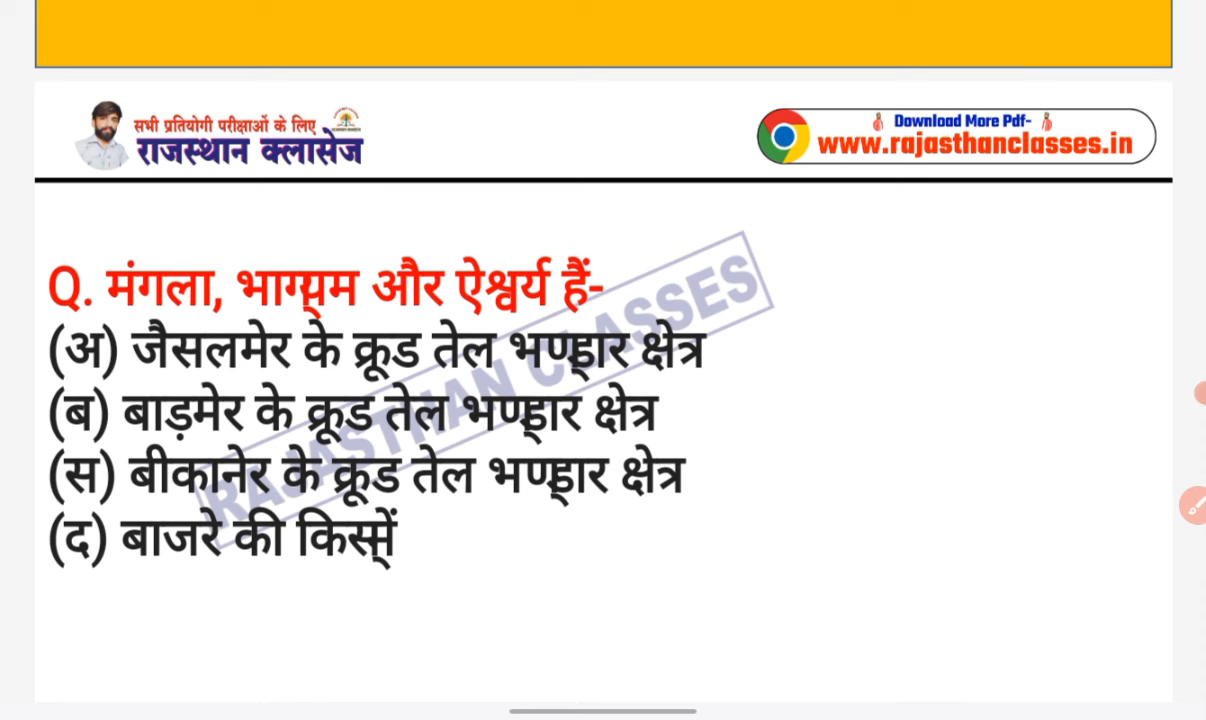 सभी प्रतियोगी परीक्षाओं के लिए
राजस्थान क्लासेज
Download More Pdf-
www.rajasthanclasses.in
Q. मंगला, भाग्यम और ऐश्वर्य हैं-
(अ) जैसलमेर के क्रूड तेल भण्डार क्षेत्र
(ब) बाड़मेर के क्रूड तेल भण्डार क्षेत्र
(स) बीकानेर के क्रूड तेल भण्डार क्षेत्र
(द) बाजरे की किस्में
RAJASTHAN CLASSES